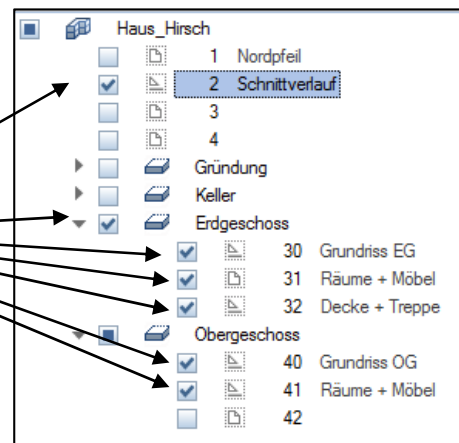 Haus_Hirsch
1 Nordpfeil
2 Schnittverlauf
3
4
Gründung
Keller
Erdgeschoss
30 Grundriss EG
31 Räume + Möbel
32 Decke + Treppe
Obergeschoss
40 Grundriss OG
41 Räume + Möbel
42